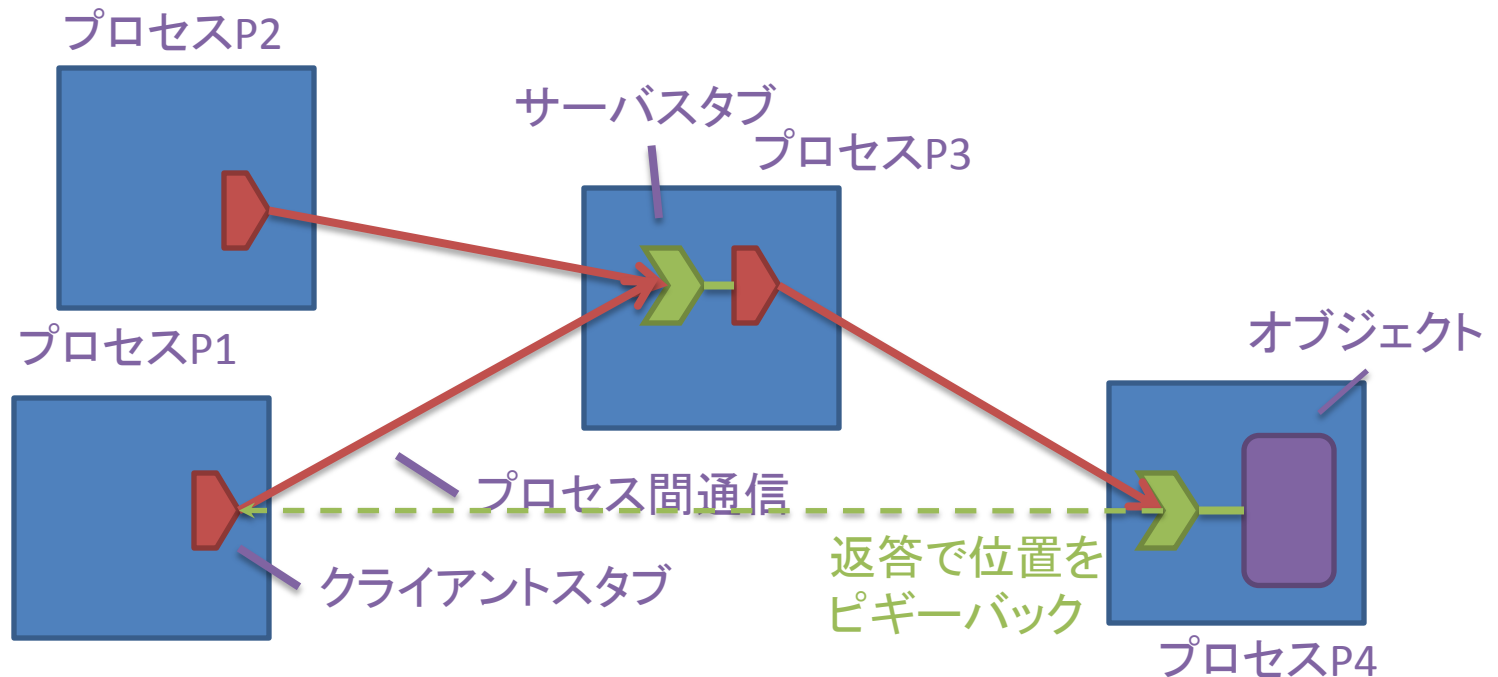 プロセスP2
サーバスタブ
プロセスP3
プロセスP1
オブジェクト
プロセス間通信
返答で位置を
ピギーバック
クライアントスタブ
プロセスP4